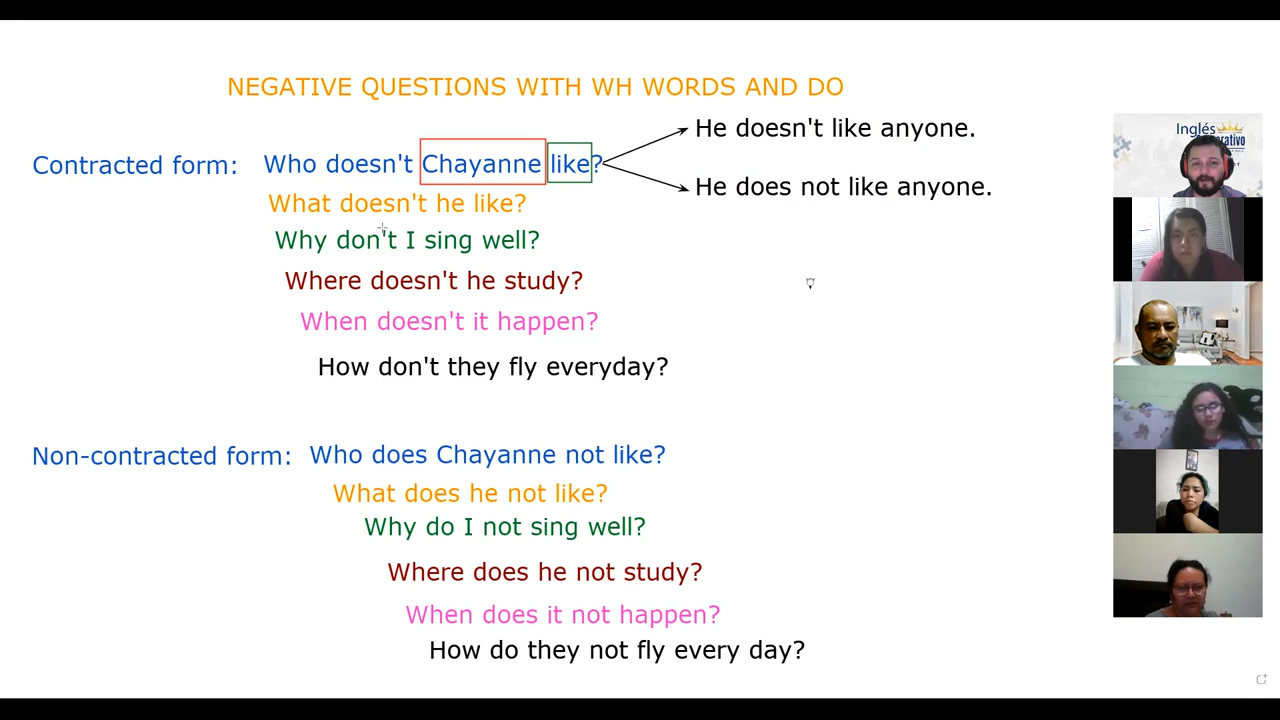 NEGATIVE QUESTIONS WITH WH WORDS AND DO
Contracted form: Who doesn't Chayanne like?
He doesn't like anyone.
He does not like anyone.
What doesn't he like?
Why don't I sing well?
Where doesn't he study?
When doesn't it happen?
How don't they fly everyday?
Non-contracted form: Who does Chayanne not like?
What does he not like?
Why do I not sing well?
Where does he not study?
When does it not happen?
How do they not fly every day?
Inglés